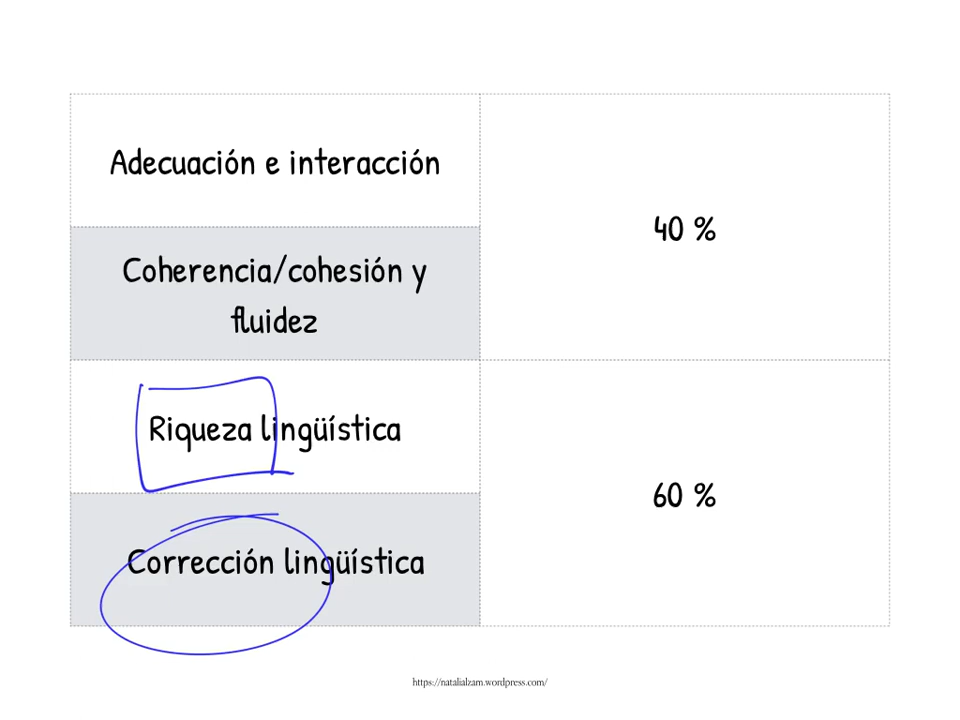 Adecuación e interacción
40 %
Coherencia/cohesión y
fluidez
Riqueza lingüística
60 %
Corrección lingüística
https://natalialzam.wordpress.com/